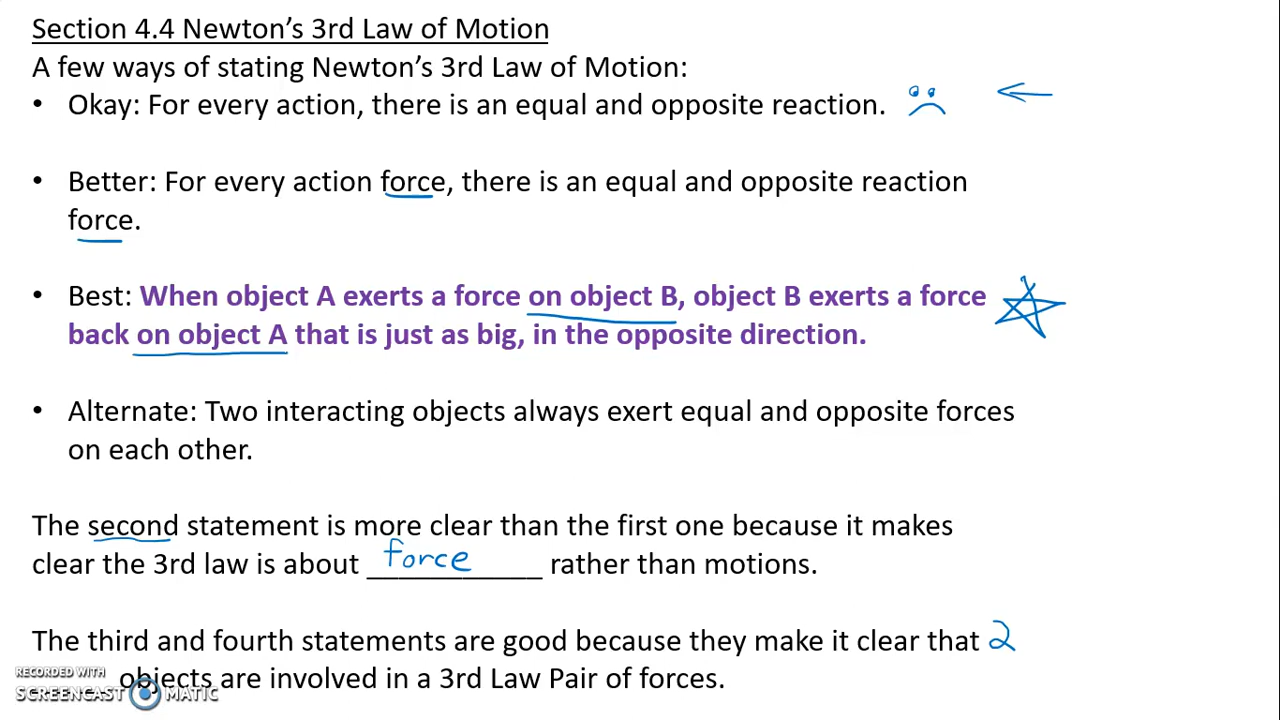 Section 4.4 Newton's 3rd Law of Motion
A few ways of stating Newton's 3rd Law of Motion:
• Okay: For every action, there is an equal and opposite reaction.
• Better: For every action force, there is an equal and opposite reaction
force.
• Best: When object A exerts a force on object B, object B exerts a force
back on object A that is just as big, in the opposite direction.
• Alternate: Two interacting objects always exert equal and opposite forces
on each other.
The second statement is more clear than the first one because it makes
clear the 3rd law is about force rather than motions.
The third and fourth statements are good because they make it clear that 2
objects are involved in a 3rd Law Pair of forces.
RECORDED WITH
SCREENCAST MATIC